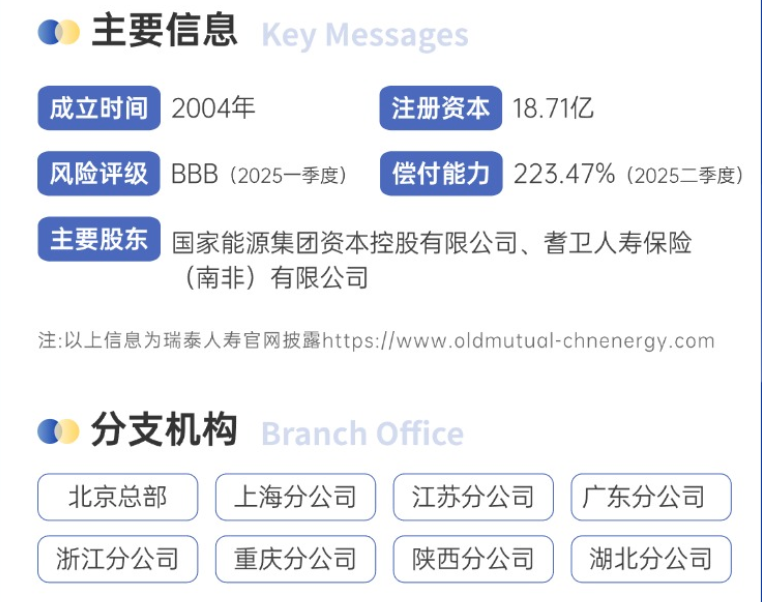 主要信息 Key Messages
成立时间 2004年 注册资本 18.71亿
风险评级 BBB（2025一季度） 偿付能力 223.47%（2025二季度）
主要股东 国家能源集团资本控股有限公司、耆卫人寿保险
（南非）有限公司
注:以上信息为瑞泰人寿官网披露https://www.oldmutual-chnenergy.com
分支机构 Branch Office
北京总部 上海分公司 江苏分公司 广东分公司
浙江分公司 重庆分公司 陕西分公司 湖北分公司